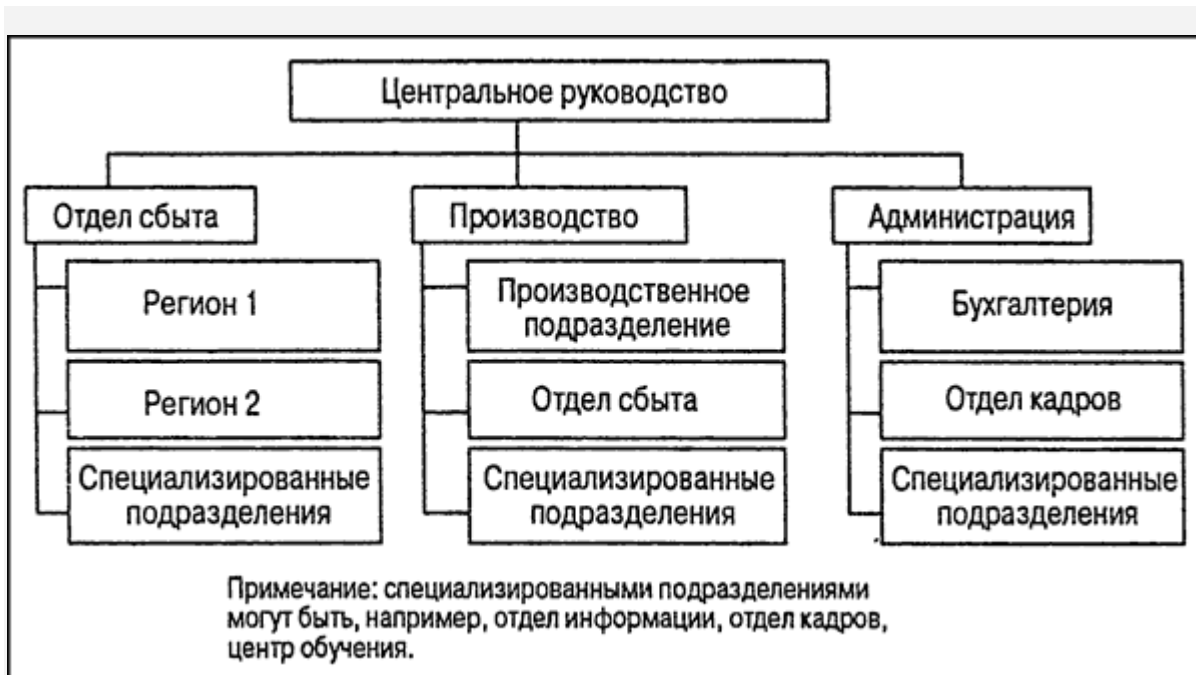 Центральное руководство
Отдел сбыта
Производство
Администрация
Регион 1
Производственное
подразделение
Бухгалтерия
Регион 2
Отдел сбыта
Отдел кадров
Специализированные
подразделения
Специализированные
подразделения
Специализированные
подразделения
Примечание: специализированными подразделениями
могут быть, например, отдел информации, отдел кадров,
центр обучения.